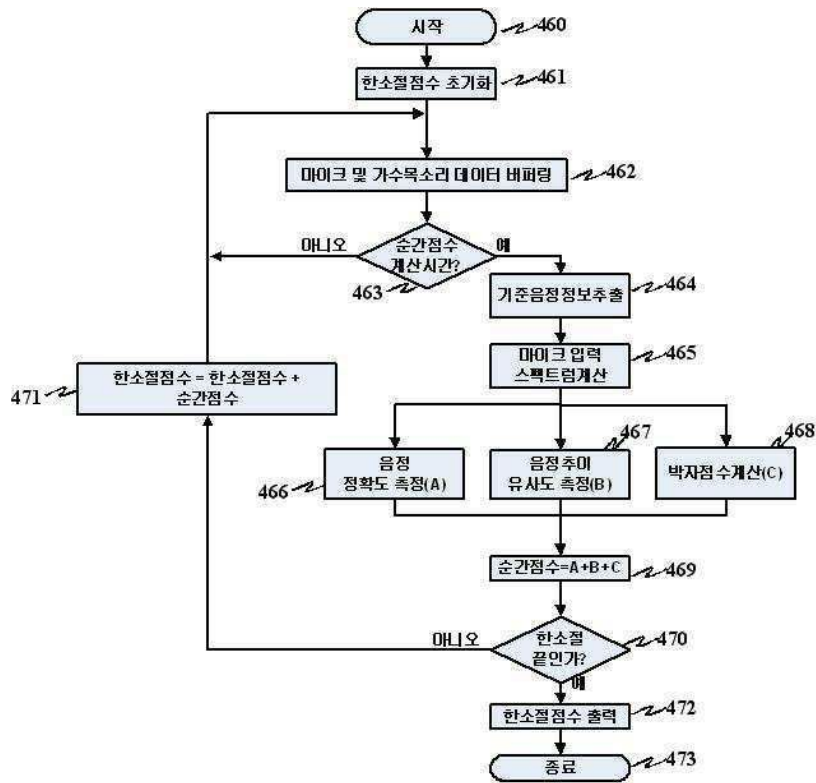 시작
460
한소절점수 초기화
461
마이크 및 가수목소리 데이터 버퍼링
462
아니오
순간점수
계산시간?
예
463
기준음정정보추출
464
마이크 입력
스펙트럼계산
465
471
한소절점수 = 한소절점수 +
순간점수
음정
정확도 측정(A)
466
음정추이
유사도 측정(B)
467
박자점수계산(C)
468
순간점수=A+B+C
469
아니오
한소절
끝인가?
470
예
한소절점수 출력
472
종료
473